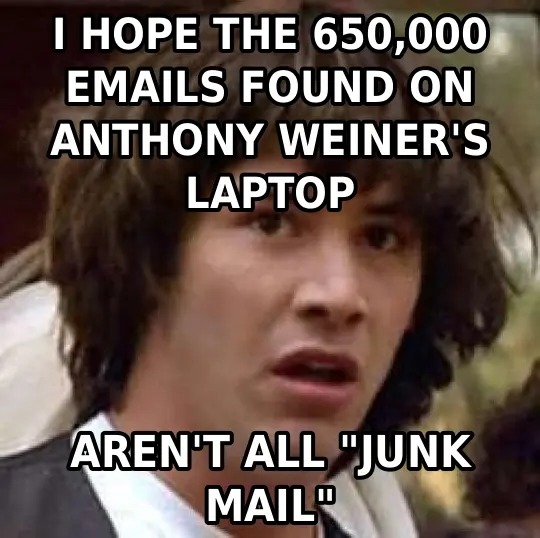 I HOPE THE 650,000
EMAILS FOUND ON
ANTHONY WEINER'S
LAPTOP
AREN'T ALL "JUNK
MAIL"